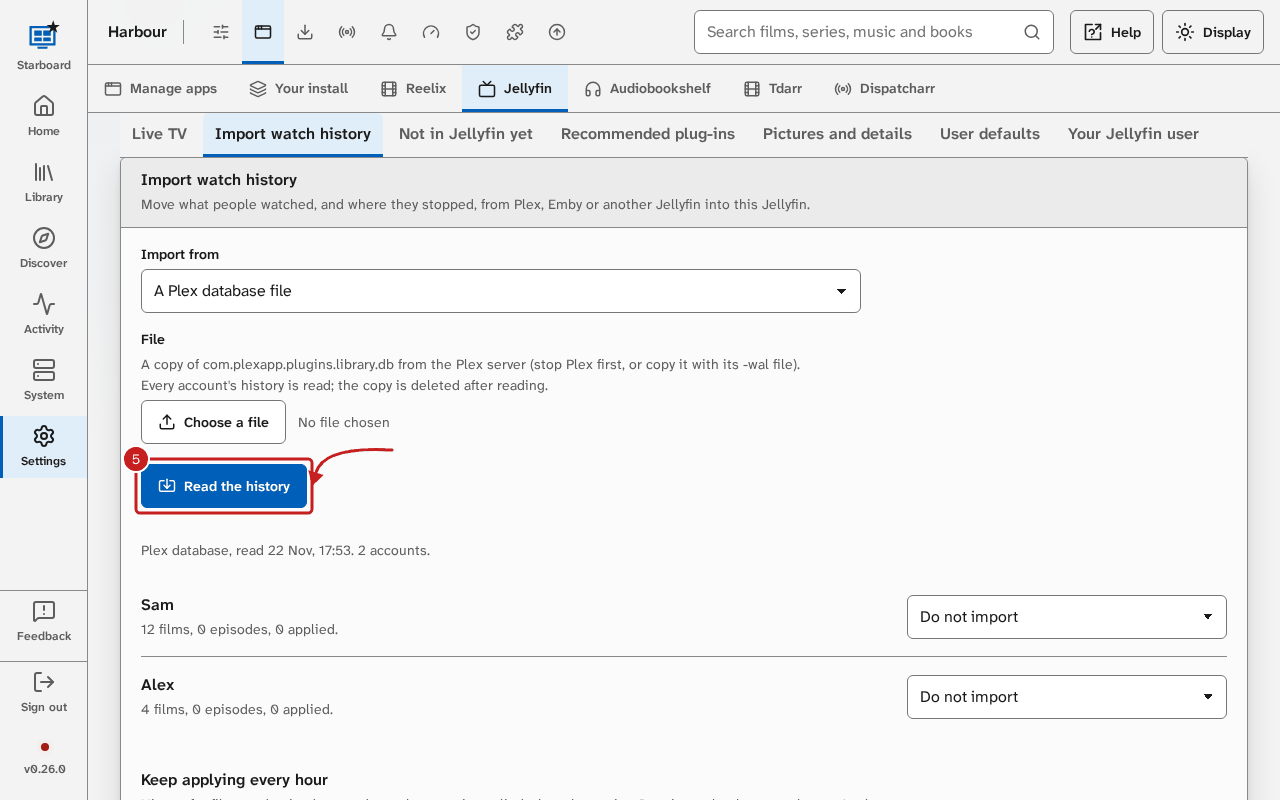 Starboard
Home
Library
Discover
Activity
System
Settings
Feedback
Sign out
v0.26.0
Harbour
Search films, series, music and books
Help
Display
Manage apps
Your install
Reelix
Jellyfin
Audiobookshelf
Tdarr
Dispatcharr
Live TV
Import watch history
Not in Jellyfin yet
Recommended plug-ins
Pictures and details
User defaults
Your Jellyfin user
Import watch history
Move what people watched, and where they stopped, from Plex, Emby or another Jellyfin into this Jellyfin.
Import from
A Plex database file
File
A copy of com.plexapp.plugins.library.db from the Plex server (stop Plex first, or copy it with its -wal file).
Every account's history is read; the copy is deleted after reading.
Choose a file
No file chosen
5
Read the history
Plex database, read 22 Nov, 17:53. 2 accounts.
Sam
12 films, 0 episodes, 0 applied.
Do not import
Alex
4 films, 0 episodes, 0 applied.
Do not import
Keep applying every hour